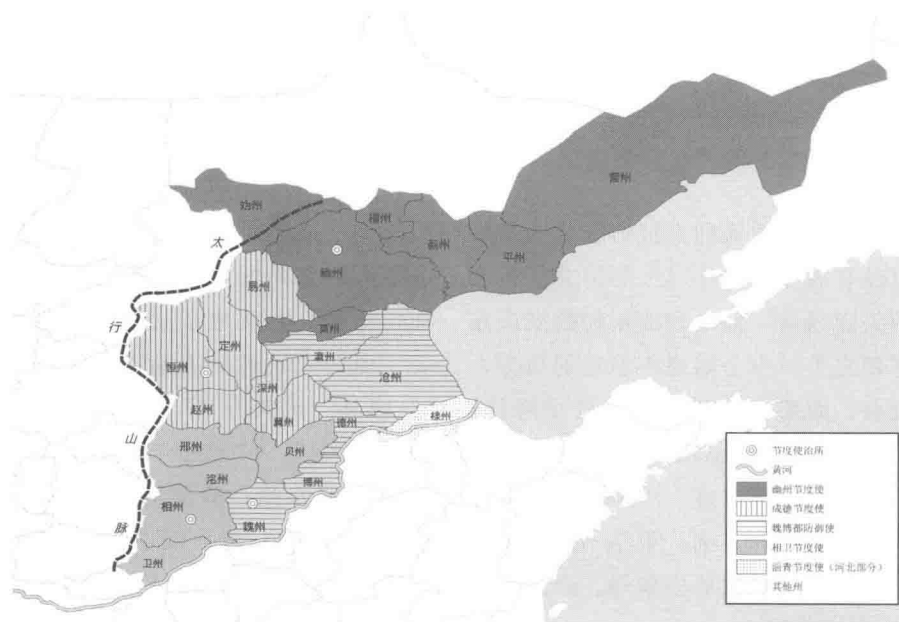 营州
妫州
檀州
蓟州
平州
幽州
太
易州
行
莫州
定州
瀛州
沧州
恒州
深州
赵州
冀州
德州
棣州
山
邢州
贝州
洺州
博州
相州
魏州
脉
卫州
节度使治所
黄河
幽州节度使
成德节度使
魏博都防御使
相卫节度使
淄青节度使（河北部分）
其他州